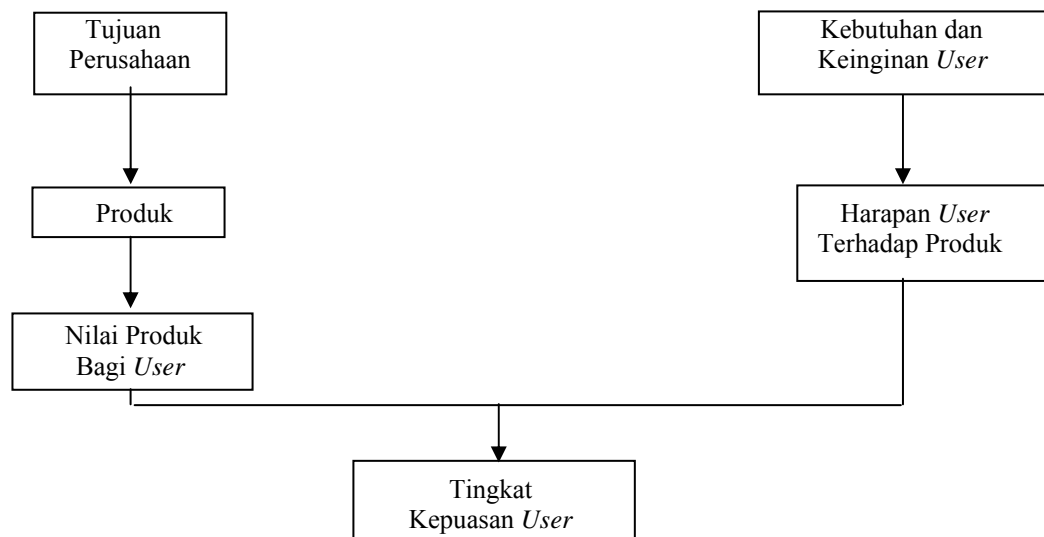 Tujuan
Perusahaan
Kebutuhan dan
Keinginan User
Produk
Harapan User
Terhadap Produk
Nilai Produk
Bagi User
Tingkat
Kepuasan User